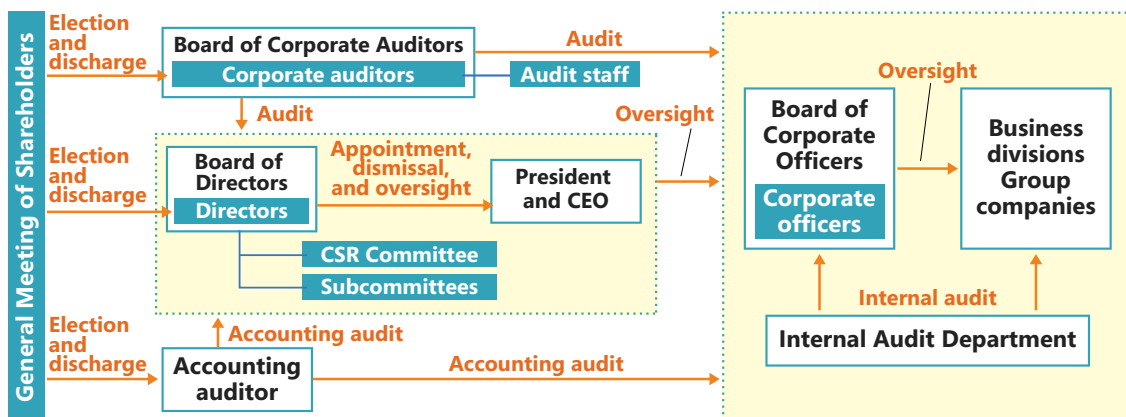 General Meeting of Shareholders
Election
and
discharge
Board of Corporate Auditors
Corporate auditors
Audit staff
Audit
Audit
Election
and
discharge
Board of
Directors
Directors
Appointment,
dismissal,
and oversight
President
and CEO
CSR Committee
Subcommittees
Oversight
Election
and
discharge
Accounting audit
Accounting
auditor
Accounting audit
Board of
Corporate
Officers
Corporate
officers
Oversight
Business
divisions
Group
companies
Internal audit
Internal Audit Department